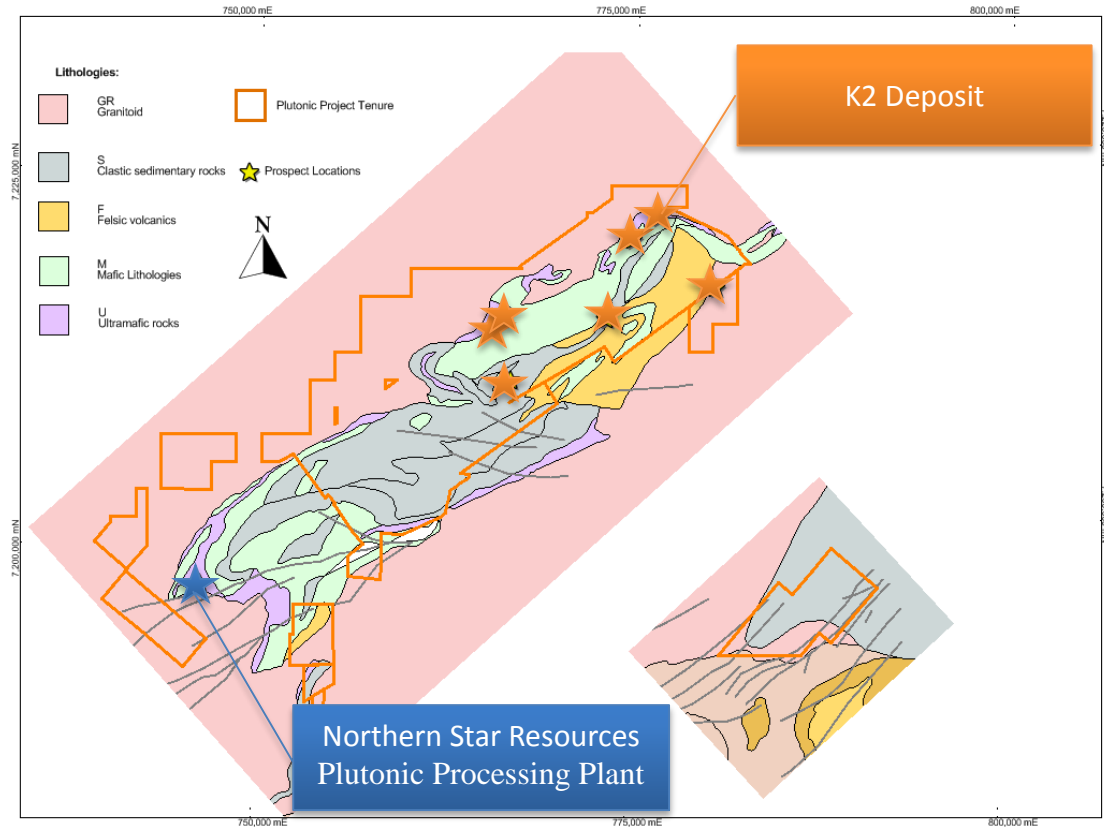 750,000 mE
775,000 mE
800,000 mE
7,225,000 mN
7,200,000 mN
Lithologies:
GR
Granitoid
Plutonic Project Tenure
S
Clastic sedimentary rocks
Prospect Locations
F
Felsic volcanics
N
M
Mafic Lithologies
U
Ultramafic rocks
K2 Deposit
Northern Star Resources
Plutonic Processing Plant
750,000 mE
775,000 mE
800,000 mE